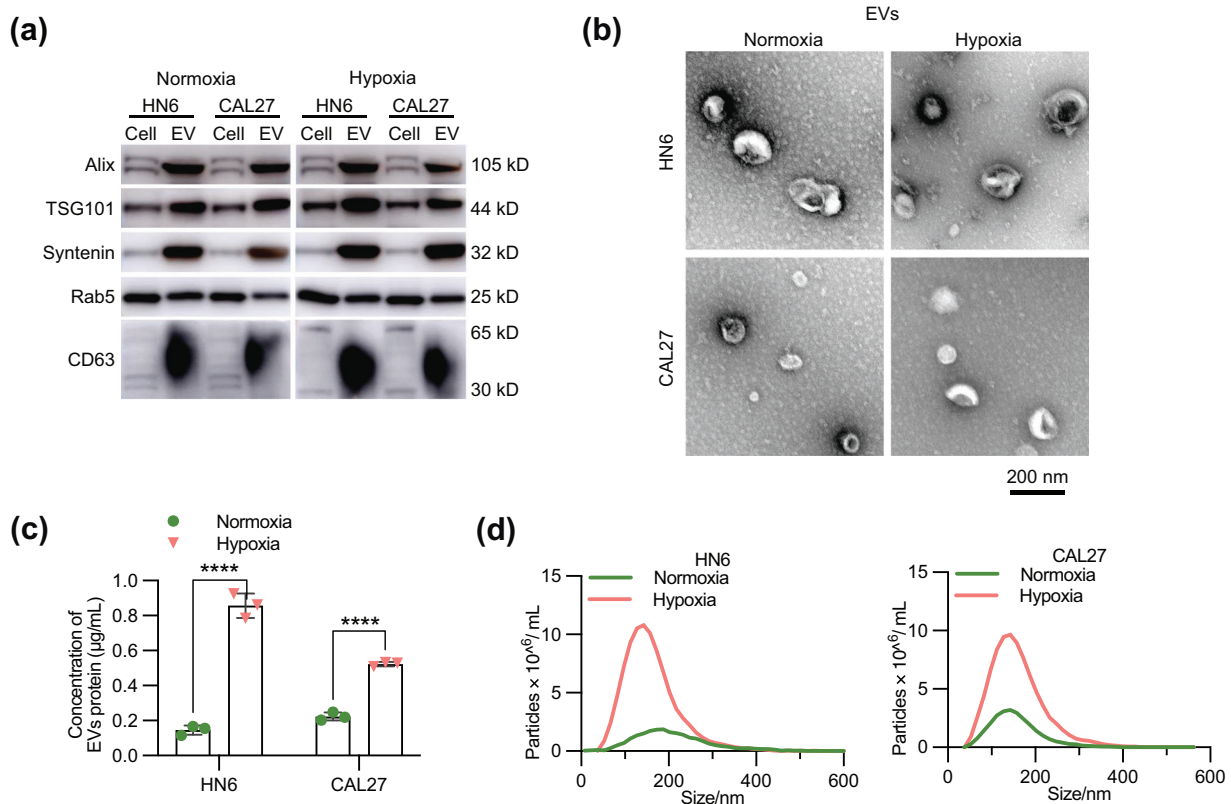 (a)
Normoxia Hypoxia
HN6 CAL27 HN6 CAL27
Cell EV Cell EV Cell EV Cell EV
Alix 105 kD
TSG101 44 kD
Syntenin 32 kD
Rab5 25 kD
65 kD
CD63
30 kD
(b)
EVs
Normoxia Hypoxia
HN6
CAL27
200 nm
(c)
Normoxia
Hypoxia
**** ****
Concentration of
EVs protein (μg/mL)
1.0
0.8
0.6
0.4
0.2
0.0
HN6 CAL27
(d)
HN6
Normoxia
Hypoxia
Particles × 10^6/ mL
15
10
5
0
0 200 400 600
Size/nm
CAL27
Normoxia
Hypoxia
Particles × 10^6/ mL
15
10
5
0
0 200 400 600
Size/nm